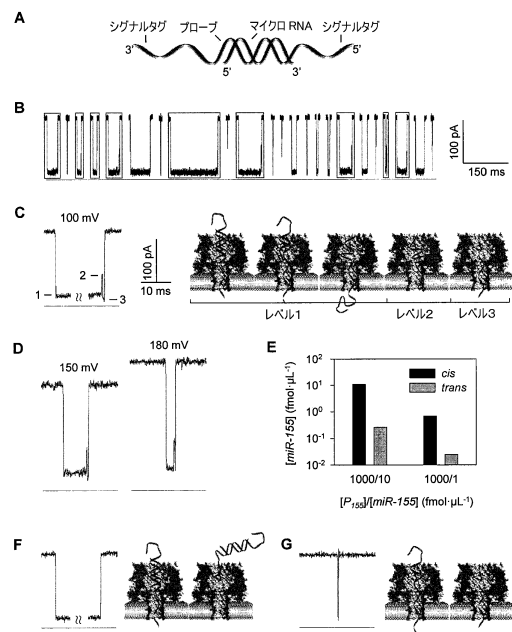 A
シグナルタグ プローブ マイクロRNA シグナルタグ
3' 5'
5' 3'
B
100 pA
150 ms
C
100 mV
100 pA
10 ms
1 2 3
レベル1 レベル2 レベル3
D
150 mV
180 mV
E
[miR-155] (fmol·µL⁻¹)
10²
10¹
10⁰
10⁻¹
10⁻²
cis
trans
1000/10 1000/1
[P₁₅₅]/[miR-155] (fmol·µL⁻¹)
F
G